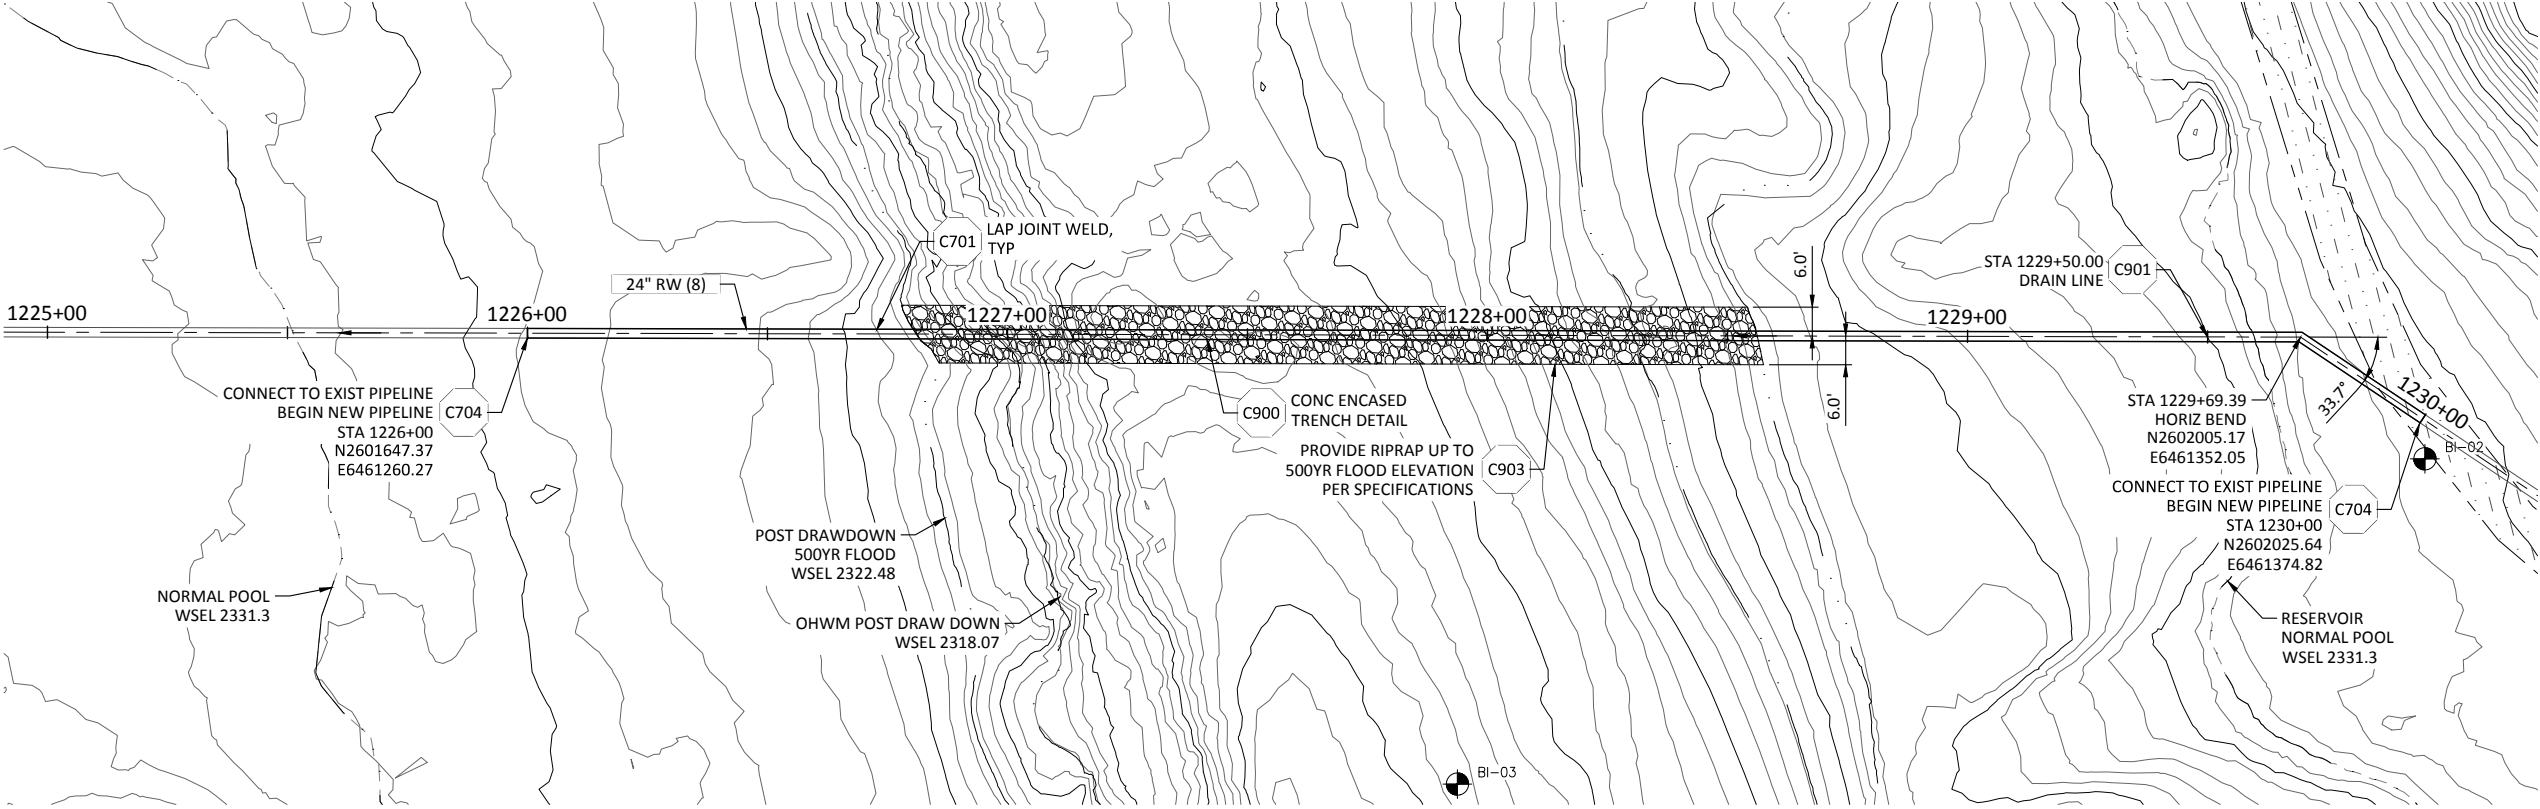 1225+00
1226+00
24" RW (8)
C701
LAP JOINT WELD,
TYP
1227+00
1228+00
6.0'
6.0'
1229+00
STA 1229+50.00
DRAIN LINE
C901
CONNECT TO EXIST PIPELINE
BEGIN NEW PIPELINE
STA 1226+00
N2601647.37
E6461260.27
C704
C900
CONC ENCASED
TRENCH DETAIL
PROVIDE RIPRAP UP TO
500YR FLOOD ELEVATION
PER SPECIFICATIONS
C903
33.7°
1230+00
STA 1229+69.39
HORIZ BEND
N2602005.17
E6461352.05
BI-02
CONNECT TO EXIST PIPELINE
BEGIN NEW PIPELINE
STA 1230+00
N2602025.64
E6461374.82
C704
POST DRAWDOWN
500YR FLOOD
WSEL 2322.48
NORMAL POOL
WSEL 2331.3
OHWM POST DRAW DOWN
WSEL 2318.07
RESERVOIR
NORMAL POOL
WSEL 2331.3
BI-03